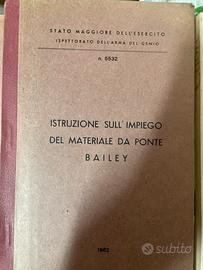 STATO MAGGIORE DELL'ESERCITO
ISPETTORATO DELL'ARMA DEL GENIO
n. 5532
ISTRUZIONE SULL'IMPIEGO
DEL MATERIALE DA PONTE
BAILEY
1962
subito